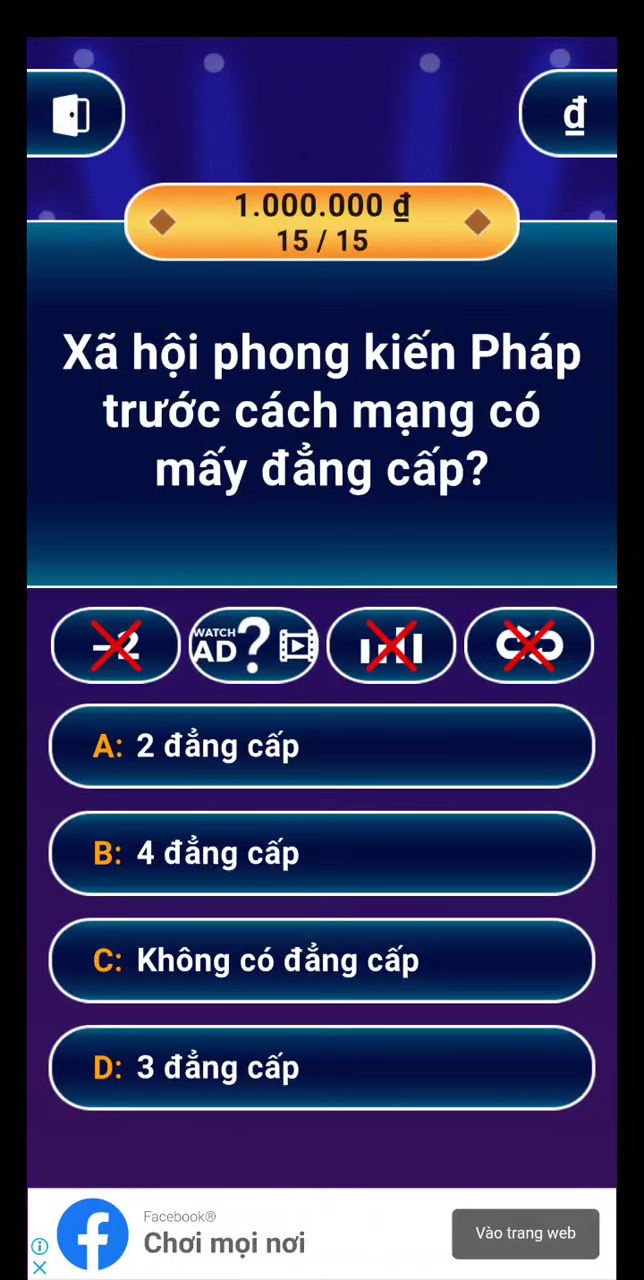 ₫
1.000.000 ₫
15 / 15
Xã hội phong kiến Pháp
trước cách mạng có
mấy đẳng cấp?
-2
WATCH
AD ?
A: 2 đẳng cấp
B: 4 đẳng cấp
C: Không có đẳng cấp
D: 3 đẳng cấp
Facebook®
Chơi mọi nơi
Vào trang web